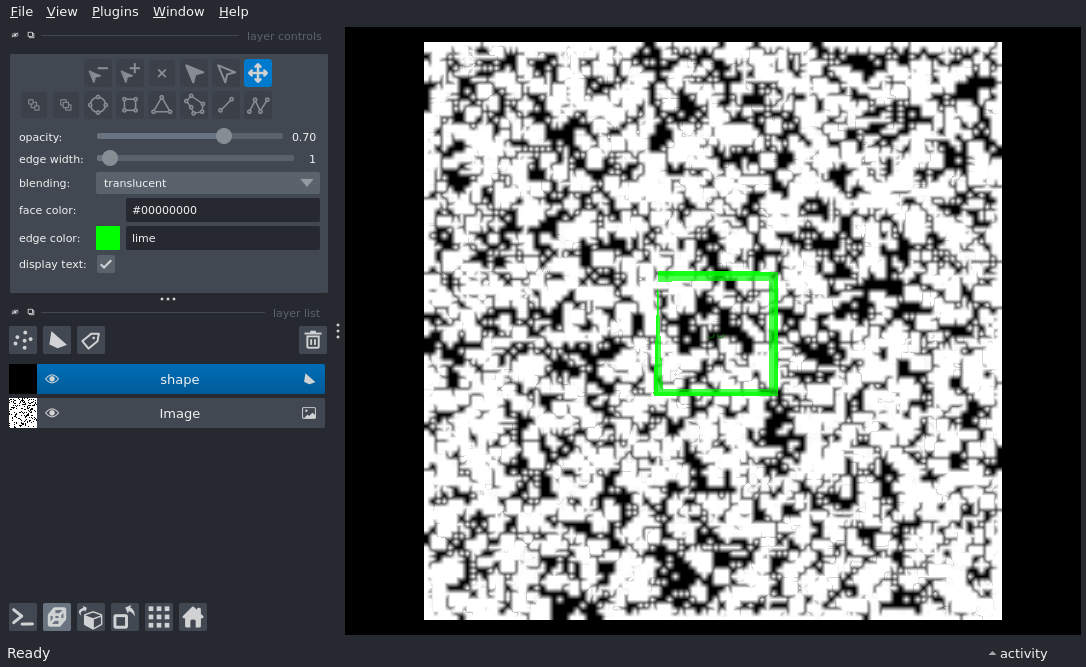 File View Plugins Window Help
layer controls
opacity: 0.70
edge width: 1
blending: translucent
face color: #00000000
edge color: lime
display text:
layer list
shape
Image
Ready
activity